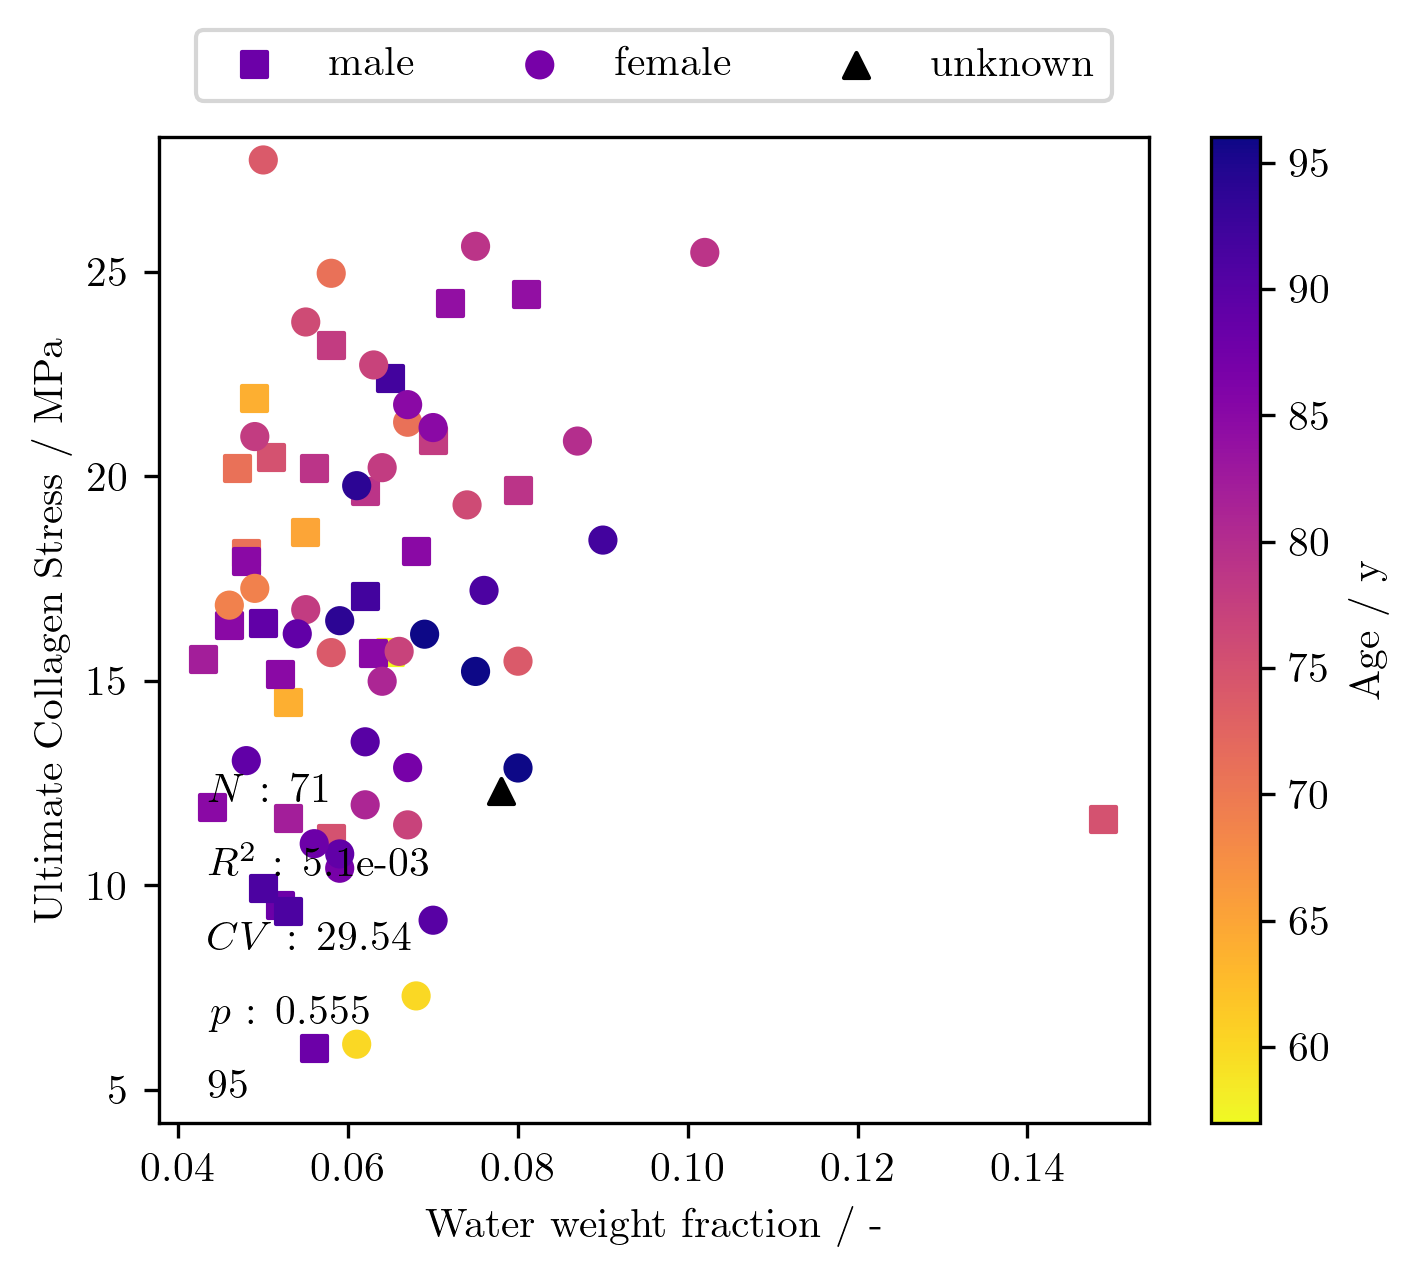 male female unknown
25
20
15
10
5
Ultimate Collagen Stress / MPa
N : 71
R² : 5.1e-03
CV : 29.54
p : 0.555
95
0.04 0.06 0.08 0.10 0.12 0.14
Water weight fraction / -
95
90
85
80
75
70
65
60
Age / y